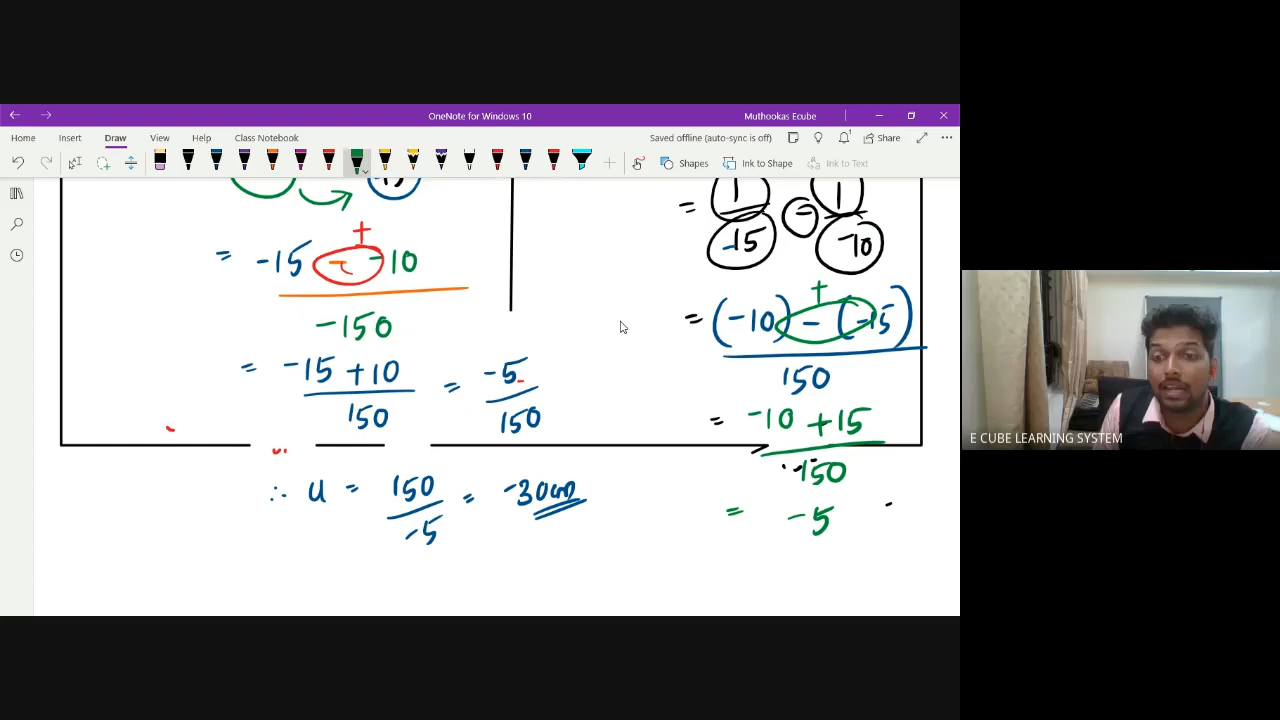 OneNote for Windows 10
Muthookas Ecube
Home Insert Draw View Help Class Notebook
Saved offline (auto-sync is off)
Share
Shapes
Ink to Shape
Ink to Text
= -15 - -10
+
-150
= -15 + 10
150
= -5
150
∴ u = 150
-5
= -30cm
= 1 - 1
-15 -10
+
= (-10) - (-15)
150
= -10 + 15
150
= -5
E CUBE LEARNING SYSTEM